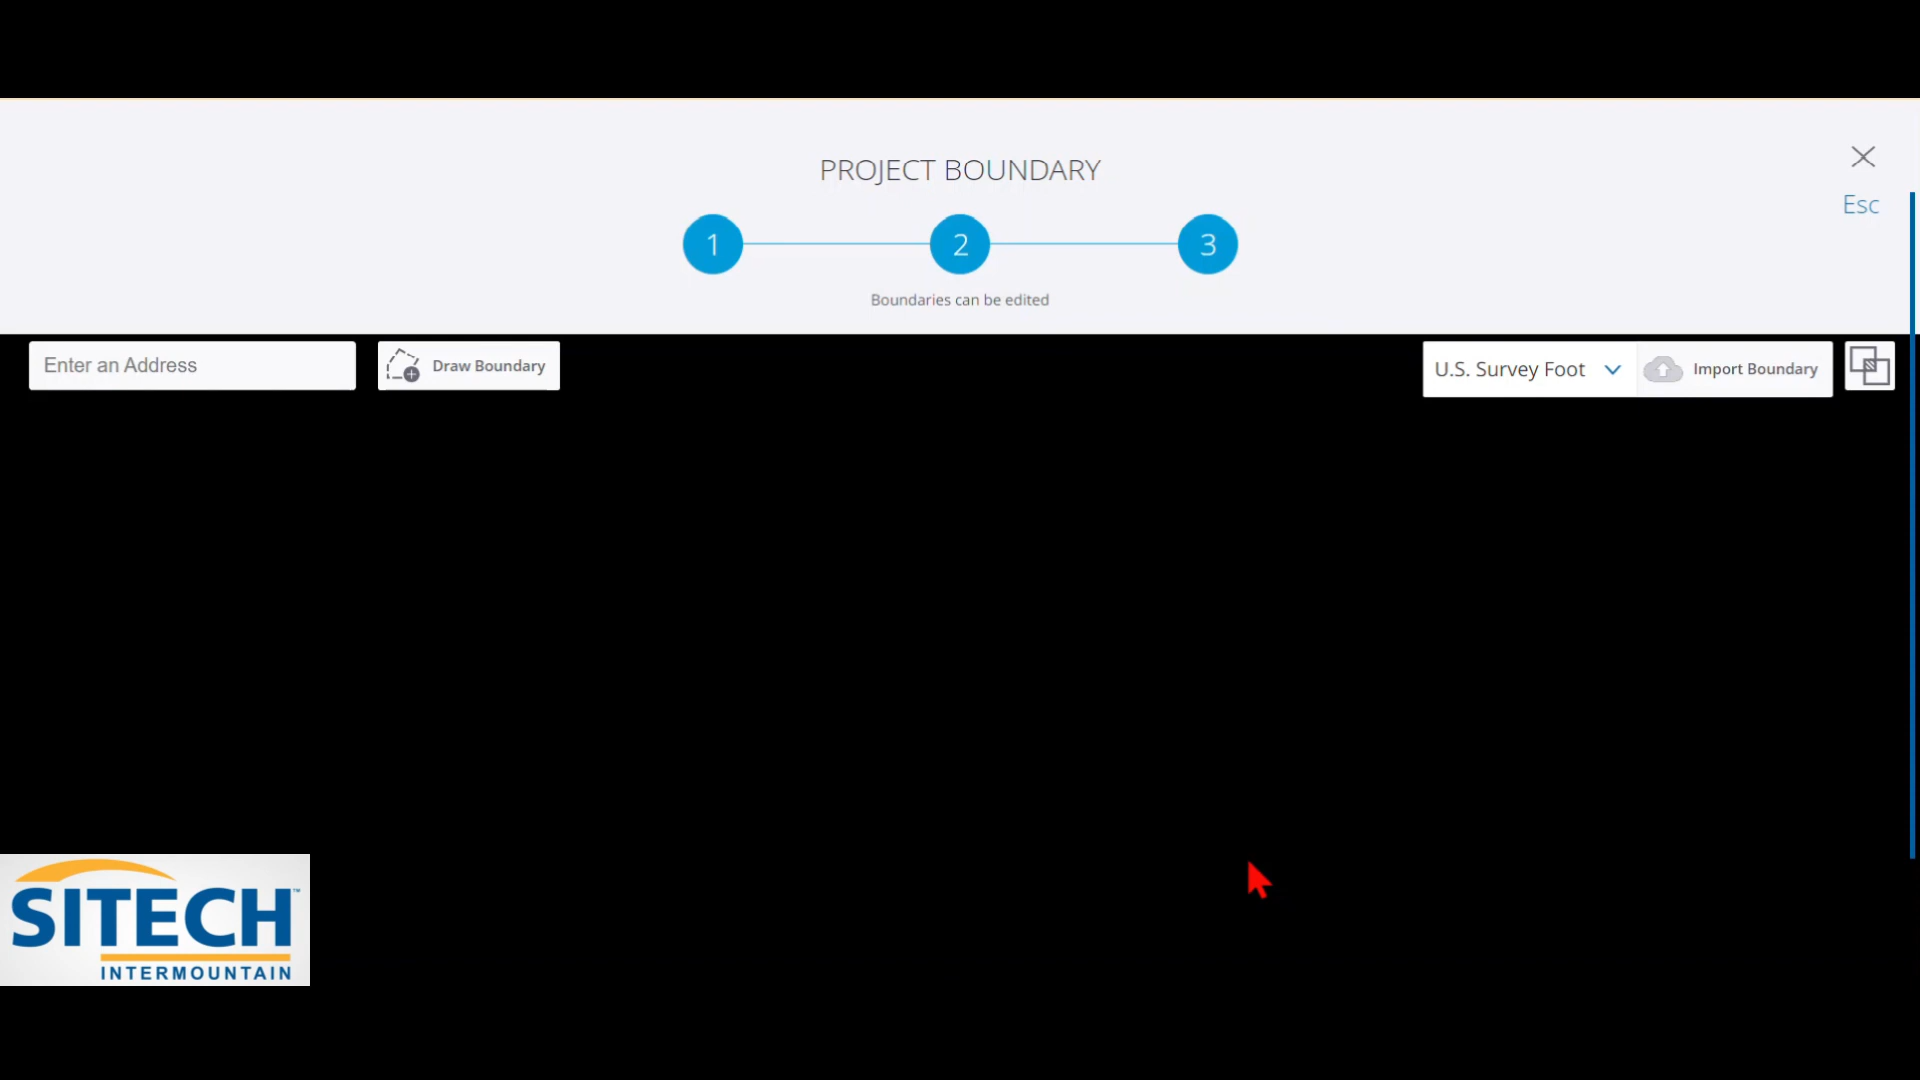 PROJECT BOUNDARY
Esc
1 2 3
Boundaries can be edited
Enter an Address
Draw Boundary
U.S. Survey Foot
Import Boundary
SITECH™
INTERMOUNTAIN